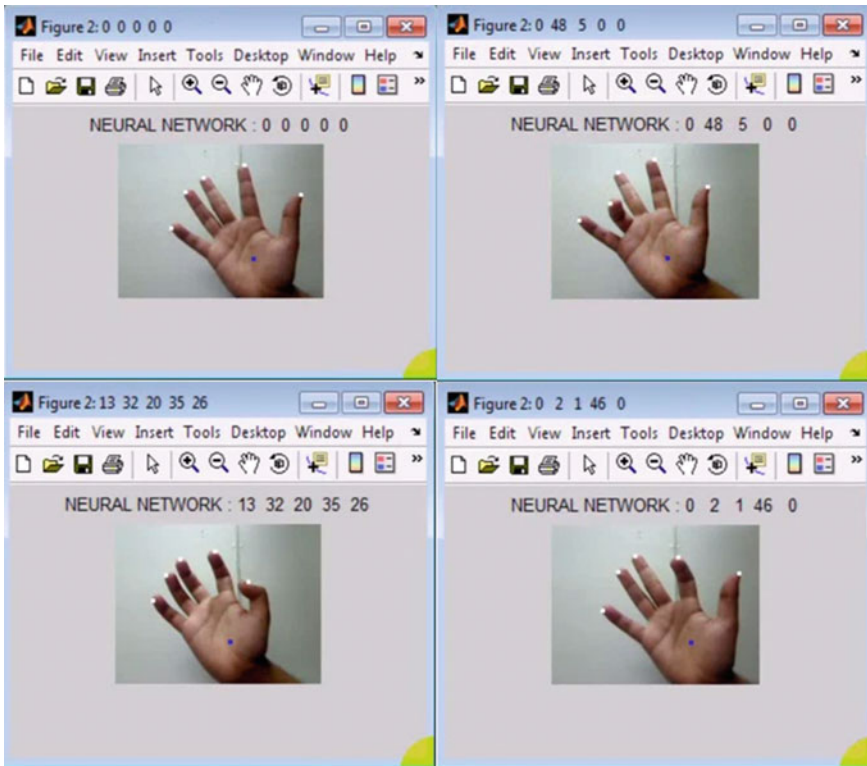 Figure 2: 0 0 0 0 0
File Edit View Insert Tools Desktop Window Help
NEURAL NETWORK : 0 0 0 0 0
Figure 2: 0 48 5 0 0
File Edit View Insert Tools Desktop Window Help
NEURAL NETWORK : 0 48 5 0 0
Figure 2: 13 32 20 35 26
File Edit View Insert Tools Desktop Window Help
NEURAL NETWORK : 13 32 20 35 26
Figure 2: 0 2 1 46 0
File Edit View Insert Tools Desktop Window Help
NEURAL NETWORK : 0 2 1 46 0